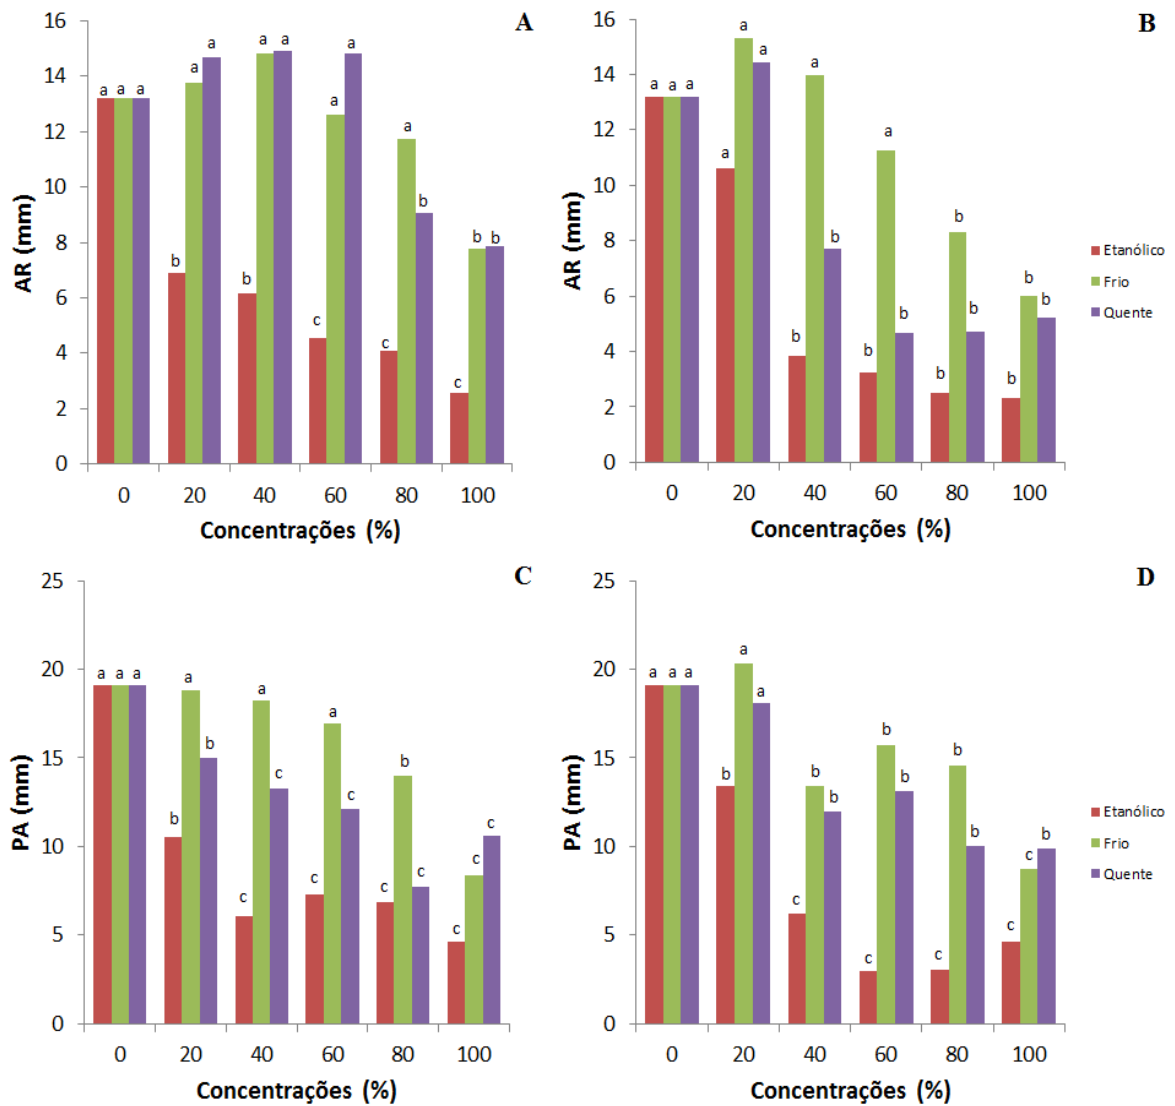 A
AR (mm)
16
14
12
10
8
6
4
2
0
a a a
b a a
b a a
c a a
c a b
c b b
0 20 40 60 80 100
Concentrações (%)
B
AR (mm)
16
14
12
10
8
6
4
2
0
a a a
a a a
b a b
b a b
b b b
b b b
0 20 40 60 80 100
Concentrações (%)
Etanólico
Frio
Quente
C
PA (mm)
25
20
15
10
5
0
a a a
b a b
c a c
c a c
c b c
c c c
0 20 40 60 80 100
Concentrações (%)
D
PA (mm)
25
20
15
10
5
0
a a a
b a a
c b b
c b b
c b b
c c b
0 20 40 60 80 100
Concentrações (%)
Etanólico
Frio
Quente